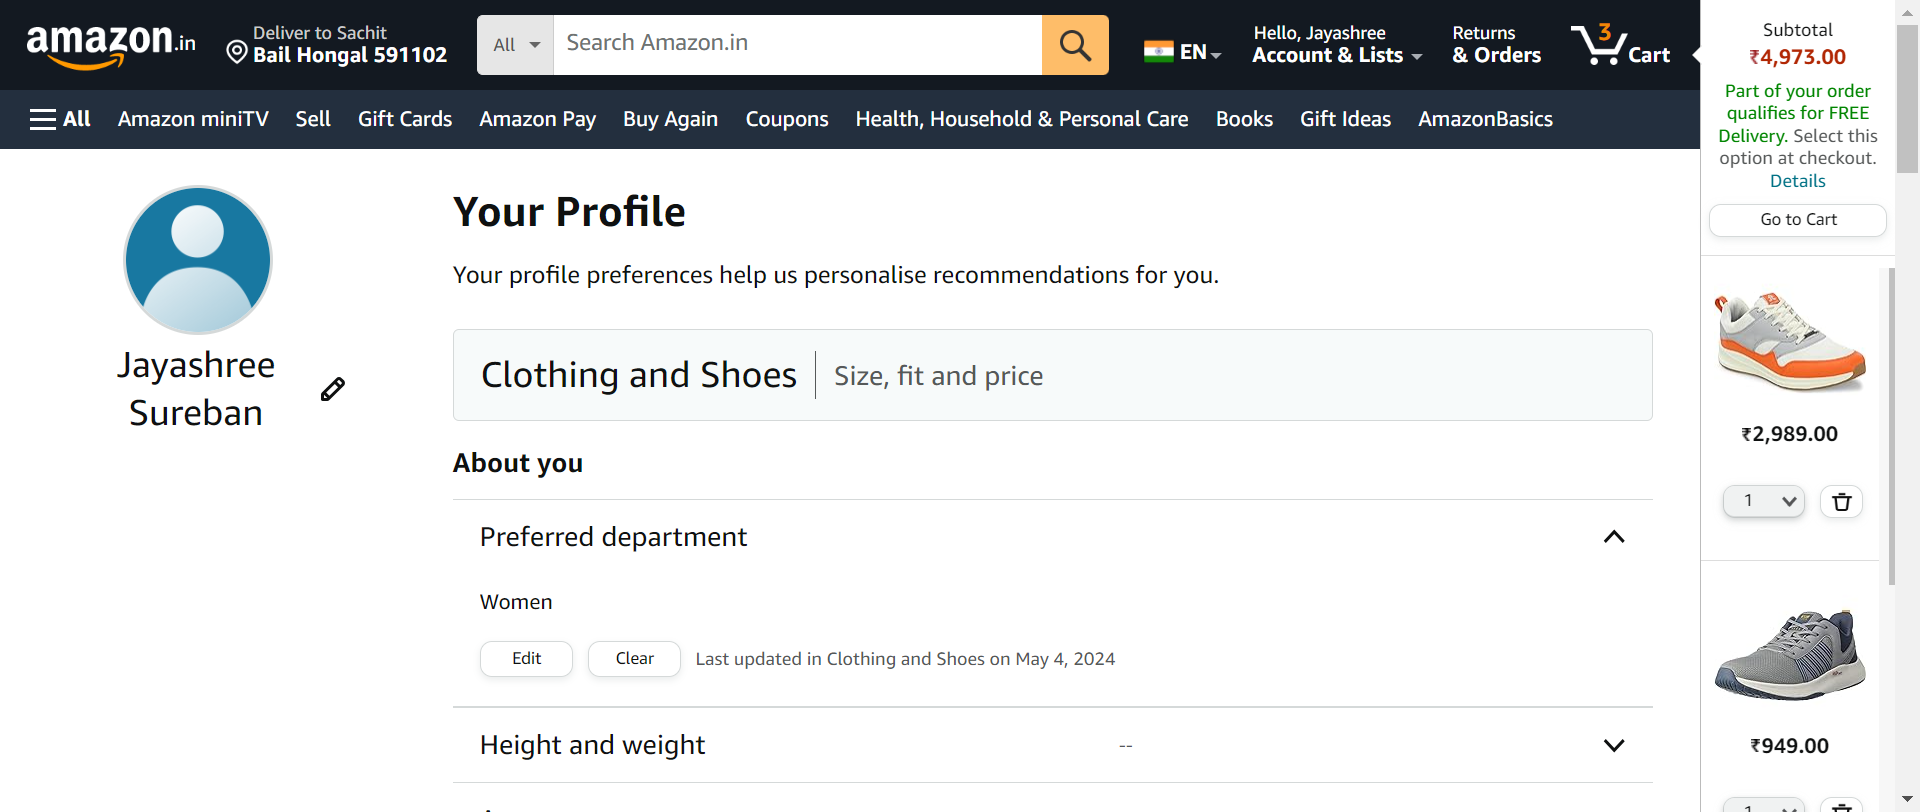 amazon.in
Deliver to Sachit
Bail Hongal 591102
All
Search Amazon.in
EN
Hello, Jayashree
Account & Lists
Returns
& Orders
3
Cart
Subtotal
₹4,973.00
Part of your order
qualifies for FREE
Delivery. Select this
option at checkout.
Details
Go to Cart
All
Amazon miniTV
Sell
Gift Cards
Amazon Pay
Buy Again
Coupons
Health, Household & Personal Care
Books
Gift Ideas
AmazonBasics
Jayashree
Sureban
Your Profile
Your profile preferences help us personalise recommendations for you.
Clothing and Shoes
Size, fit and price
About you
Preferred department
Women
Edit
Clear
Last updated in Clothing and Shoes on May 4, 2024
Height and weight
--
₹2,989.00
1
₹949.00
1